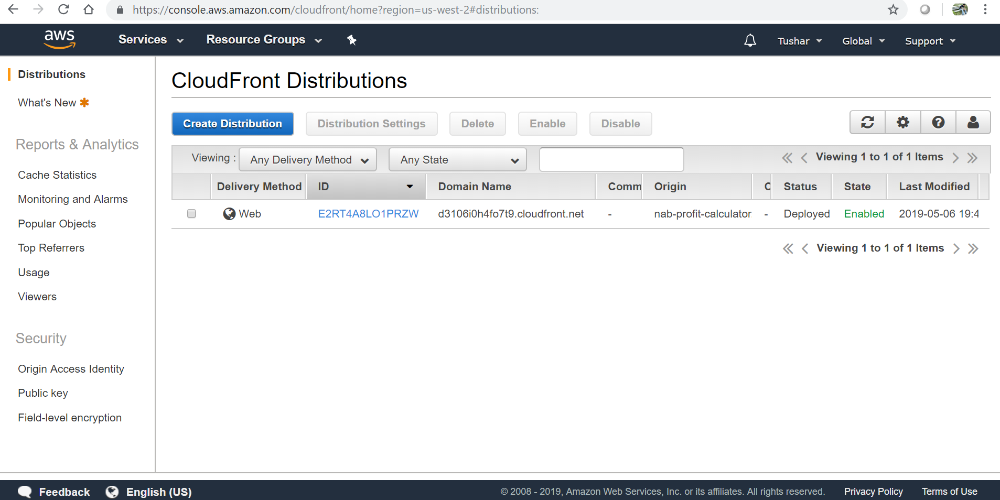 https://console.aws.amazon.com/cloudfront/home?region=us-west-2#distributions:
aws Services Resource Groups Tushar Global Support
Distributions
What's New
Reports & Analytics
Cache Statistics
Monitoring and Alarms
Popular Objects
Top Referrers
Usage
Viewers
Security
Origin Access Identity
Public key
Field-level encryption
CloudFront Distributions
Create Distribution Distribution Settings Delete Enable Disable
Viewing : Any Delivery Method Any State Viewing 1 to 1 of 1 Items
Delivery Method ID Domain Name Comm Origin C Status State Last Modified
Web E2RT4A8LO1PRZW d3106i0h4fo7t9.cloudfront.net - nab-profit-calculator - Deployed Enabled 2019-05-06 19:4
Viewing 1 to 1 of 1 Items
Feedback English (US) © 2008 - 2019, Amazon Web Services, Inc. or its affiliates. All rights reserved. Privacy Policy Terms of Use